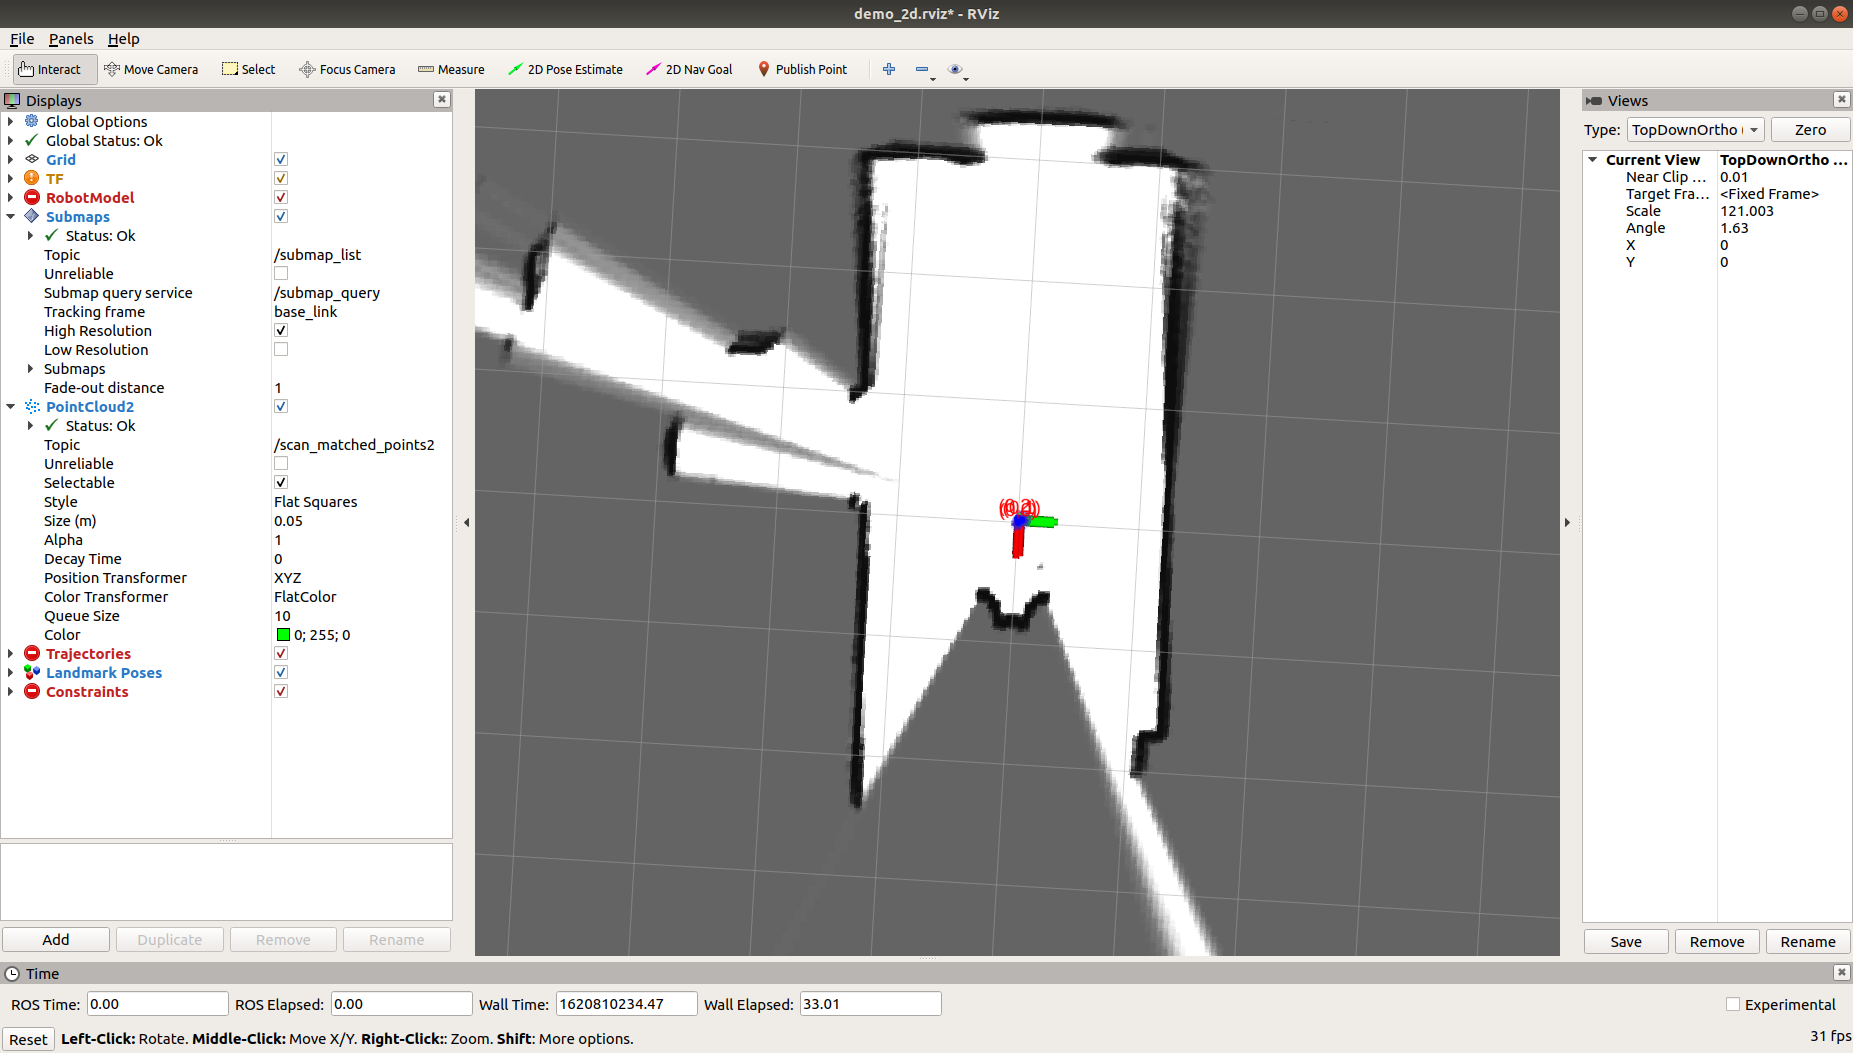 demo_2d.rviz* - RViz
File Panels Help
Interact Move Camera Select Focus Camera Measure 2D Pose Estimate 2D Nav Goal Publish Point
Displays
Global Options
Global Status: Ok
Grid
TF
RobotModel
Submaps
Status: Ok
Topic /submap_list
Unreliable
Submap query service /submap_query
Tracking frame base_link
High Resolution
Low Resolution
Submaps
Fade-out distance 1
PointCloud2
Status: Ok
Topic /scan_matched_points2
Unreliable
Selectable
Style Flat Squares
Size (m) 0.05
Alpha 1
Decay Time 0
Position Transformer XYZ
Color Transformer FlatColor
Queue Size 10
Color 0; 255; 0
Trajectories
Landmark Poses
Constraints
Add Duplicate Remove Rename
Views
Type: TopDownOrtho ( Zero
Current View TopDownOrtho ...
Near Clip ... 0.01
Target Fra... <Fixed Frame>
Scale 121.003
Angle 1.63
X 0
Y 0
Save Remove Rename
Time
ROS Time: 0.00 ROS Elapsed: 0.00 Wall Time: 1620810234.47 Wall Elapsed: 33.01 Experimental
Reset Left-Click: Rotate. Middle-Click: Move X/Y. Right-Click:: Zoom. Shift: More options. 31 fps